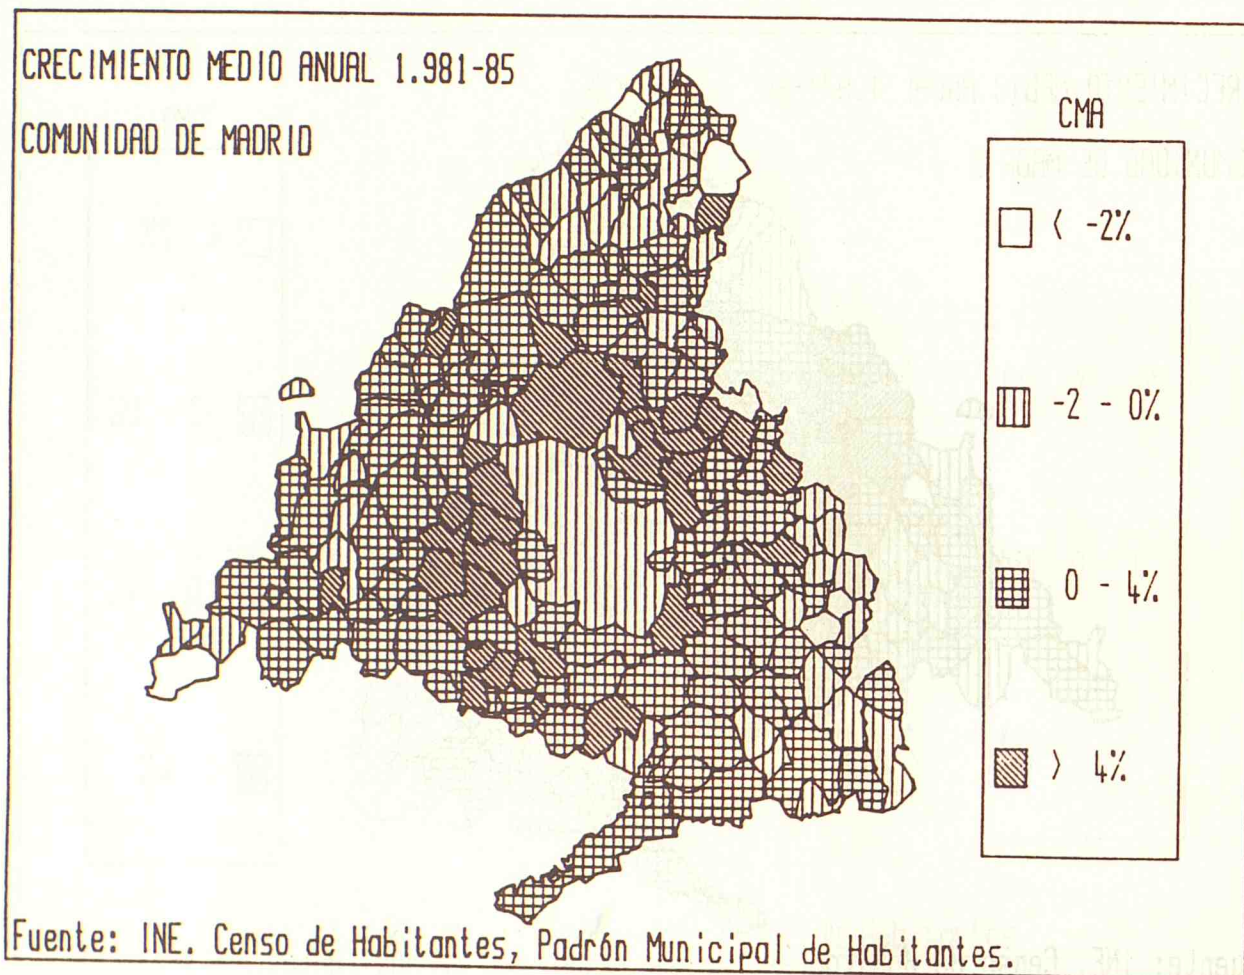 CRECIMIENTO MEDIO ANUAL 1.981-85
COMUNIDAD DE MADRID
CMA
< -2%
-2 - 0%
0 - 4%
> 4%
Fuente: INE. Censo de Habitantes, Padrón Municipal de Habitantes.